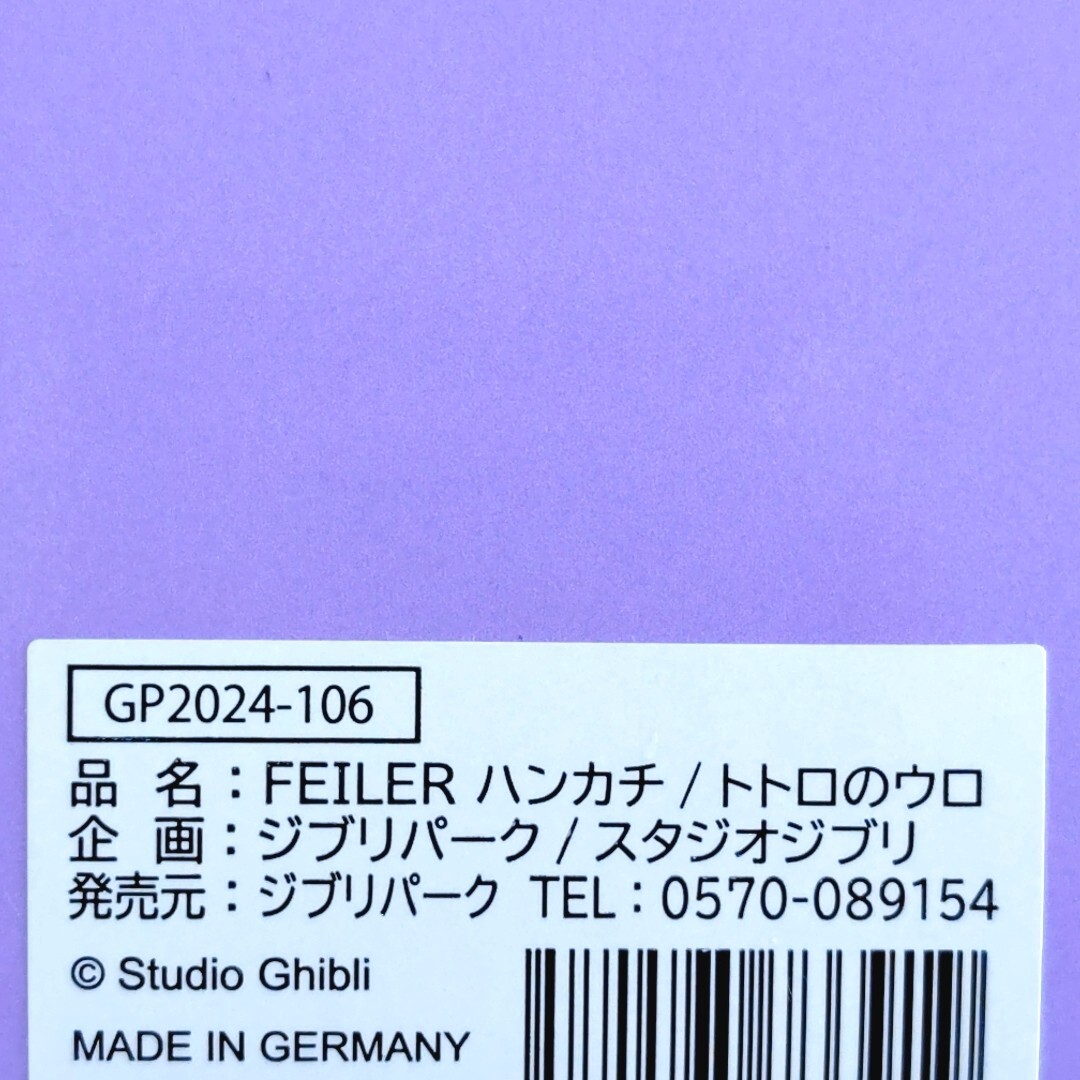 GP2024-106
品 名：FEILER ハンカチ / トトロのウロ
企 画：ジブリパーク / スタジオジブリ
発売元：ジブリパーク TEL：0570-089154
© Studio Ghibli
MADE IN GERMANY